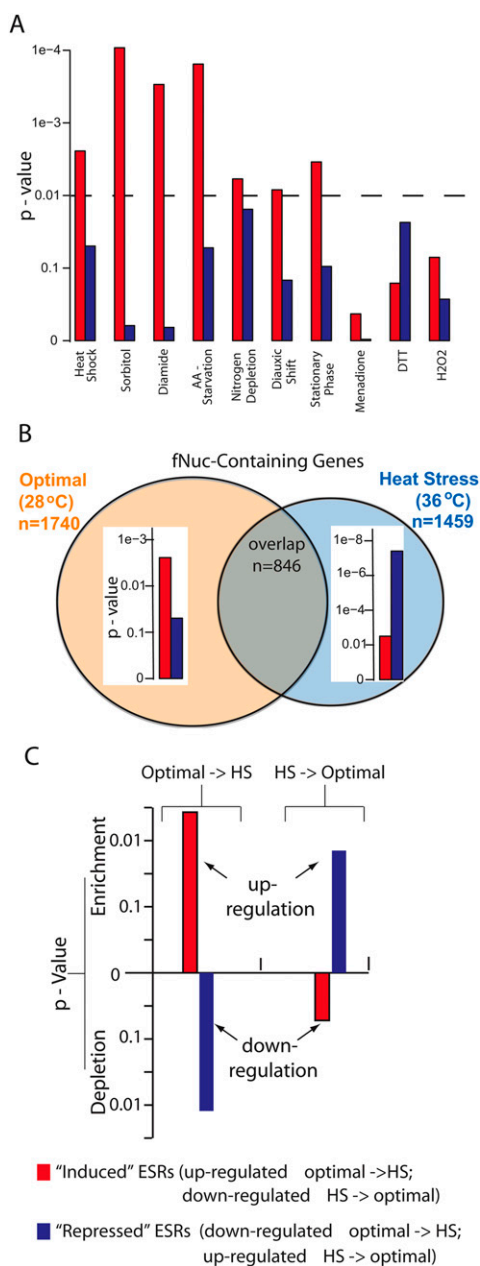 A
p - value
1e-4
1e-3
0.01
0.1
0
Heat
Shock
Sorbitol
Diamide
AA -
Starvation
Nitrogen
Depletion
Diauxic
Shift
Stationary
Phase
Menadione
DTT
H2O2
B
fNuc-Containing Genes
Optimal
(28°C)
n=1740
Heat Stress
(36°C)
n=1459
overlap
n=846
p - value
1e-3
0.01
0.1
0
1e-8
1e-6
1e-4
0.01
0
C
Optimal -> HS
HS -> Optimal
p - Value
Enrichment
Depletion
0.01
0.1
0
0.1
0.01
up-
regulation
down-
regulation
"Induced" ESRs (up-regulated optimal ->HS;
down-regulated HS -> optimal)
"Repressed" ESRs (down-regulated optimal -> HS;
up-regulated HS -> optimal)